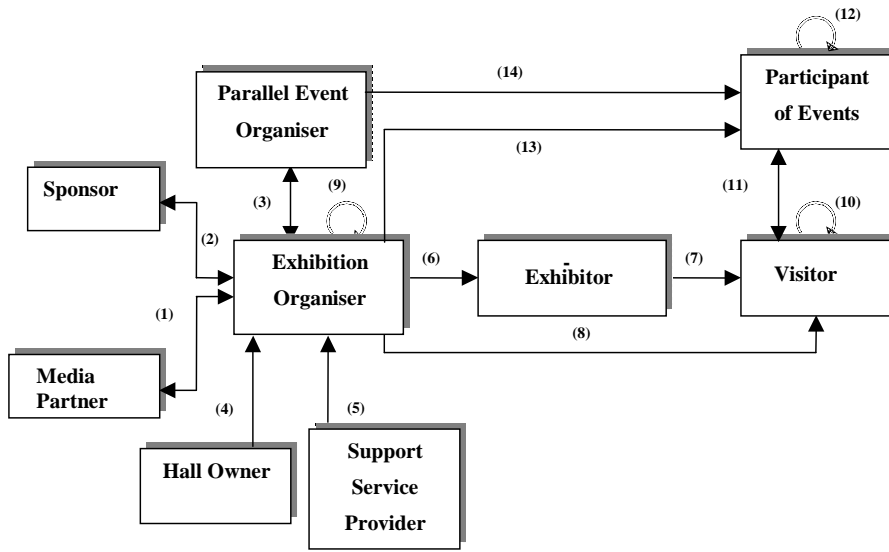 (12)
(14)
Parallel Event
Organiser
Participant
of Events
(13)
(9)
(3)
(11)
(10)
Sponsor
(2)
Exhibition
Organiser
(6)
Exhibitor
(7)
Visitor
(1)
(8)
Media
Partner
(4)
(5)
Hall Owner
Support
Service
Provider